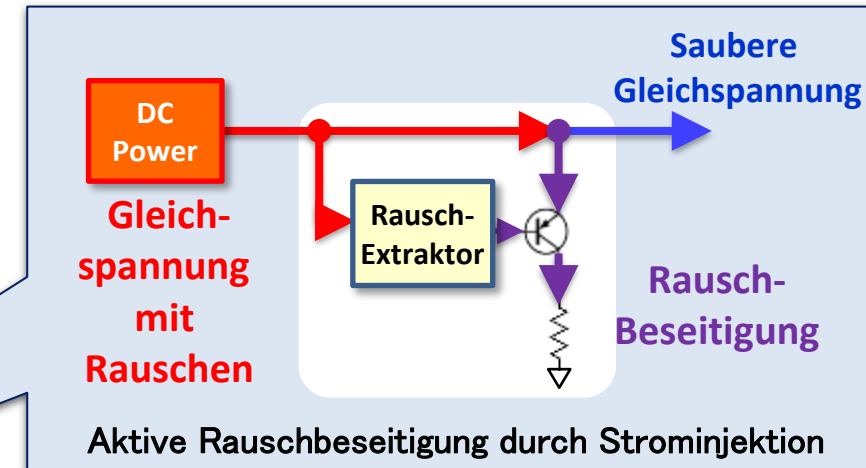 Saubere
Gleichspannung
DC
Power
Gleich-
spannung
mit
Rauschen
Rausch-
Extraktor
Rausch-
Beseitigung
Aktive Rauschbeseitigung durch Strominjektion